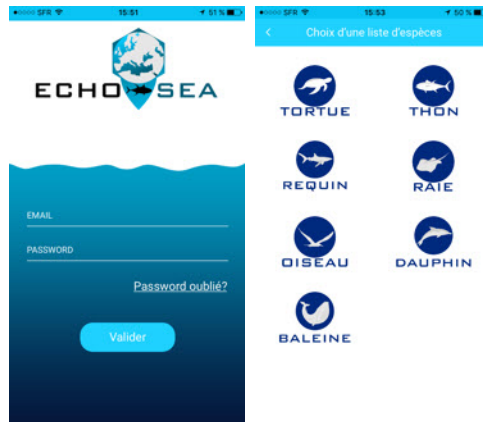 SFR 15:51 51 %
ECHO SEA
EMAIL
PASSWORD
Password oublié?
Valider
SFR 15:53 50 %
Choix d'une liste d'espèces
TORTUE THON
REQUIN RAIE
OISEAU DAUPHIN
BALEINE